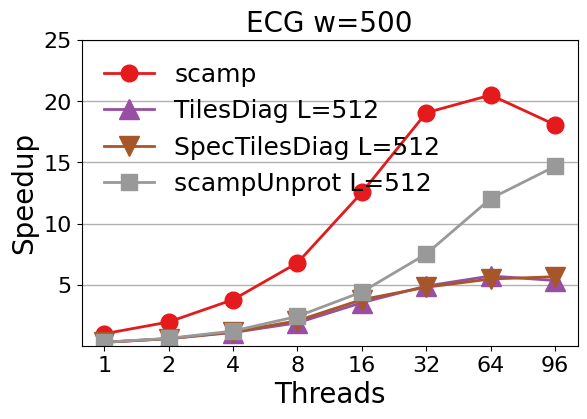 ECG w=500
25
20
15
10
5
Speedup
scamp
TilesDiag L=512
SpecTilesDiag L=512
scampUnprot L=512
1 2 4 8 16 32 64 96
Threads